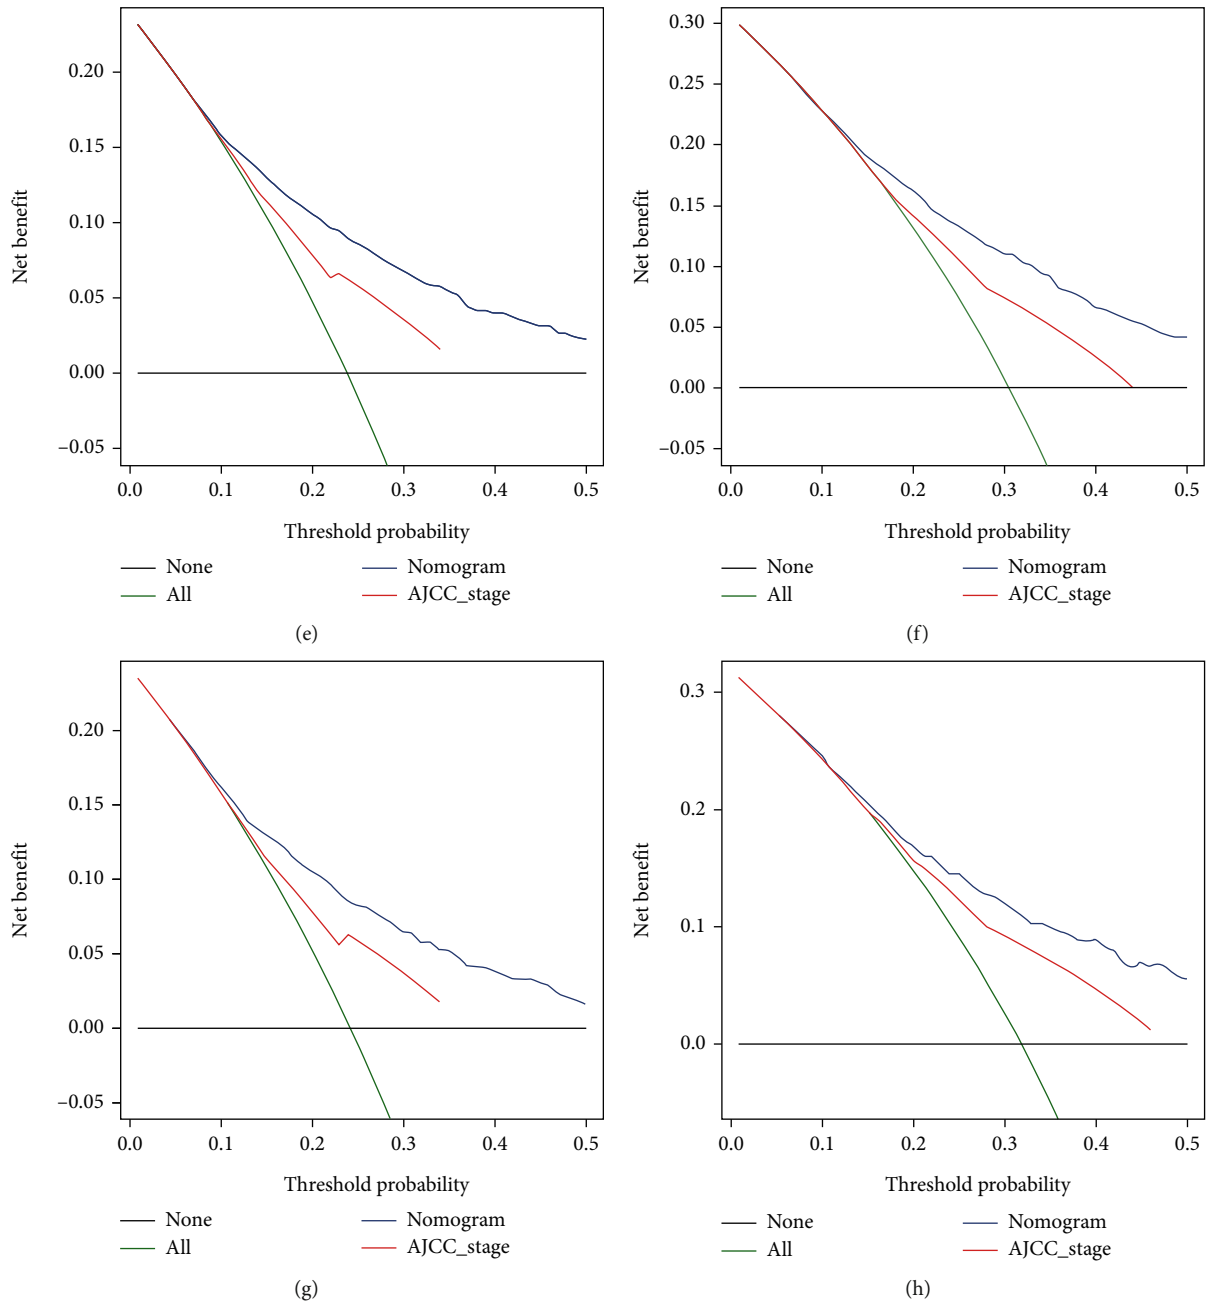 0.20
0.15
0.10
0.05
0.00
–0.05
Net benefit
0.0 0.1 0.2 0.3 0.4 0.5
Threshold probability
None Nomogram
All AJCC_stage
(e)
0.30
0.25
0.20
0.15
0.10
0.05
0.00
–0.05
Net benefit
0.0 0.1 0.2 0.3 0.4 0.5
Threshold probability
None Nomogram
All AJCC_stage
(f)
0.20
0.15
0.10
0.05
0.00
–0.05
Net benefit
0.0 0.1 0.2 0.3 0.4 0.5
Threshold probability
None Nomogram
All AJCC_stage
(g)
0.3
0.2
0.1
0.0
Net benefit
0.0 0.1 0.2 0.3 0.4 0.5
Threshold probability
None Nomogram
All AJCC_stage
(h)